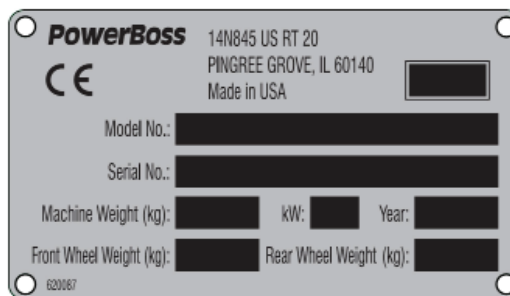 PowerBoss
14N845 US RT 20
PINGREE GROVE, IL 60140
Made in USA
CE
Model No.:
Serial No.:
Machine Weight (kg): kW: Year:
Front Wheel Weight (kg): Rear Wheel Weight (kg):
620087